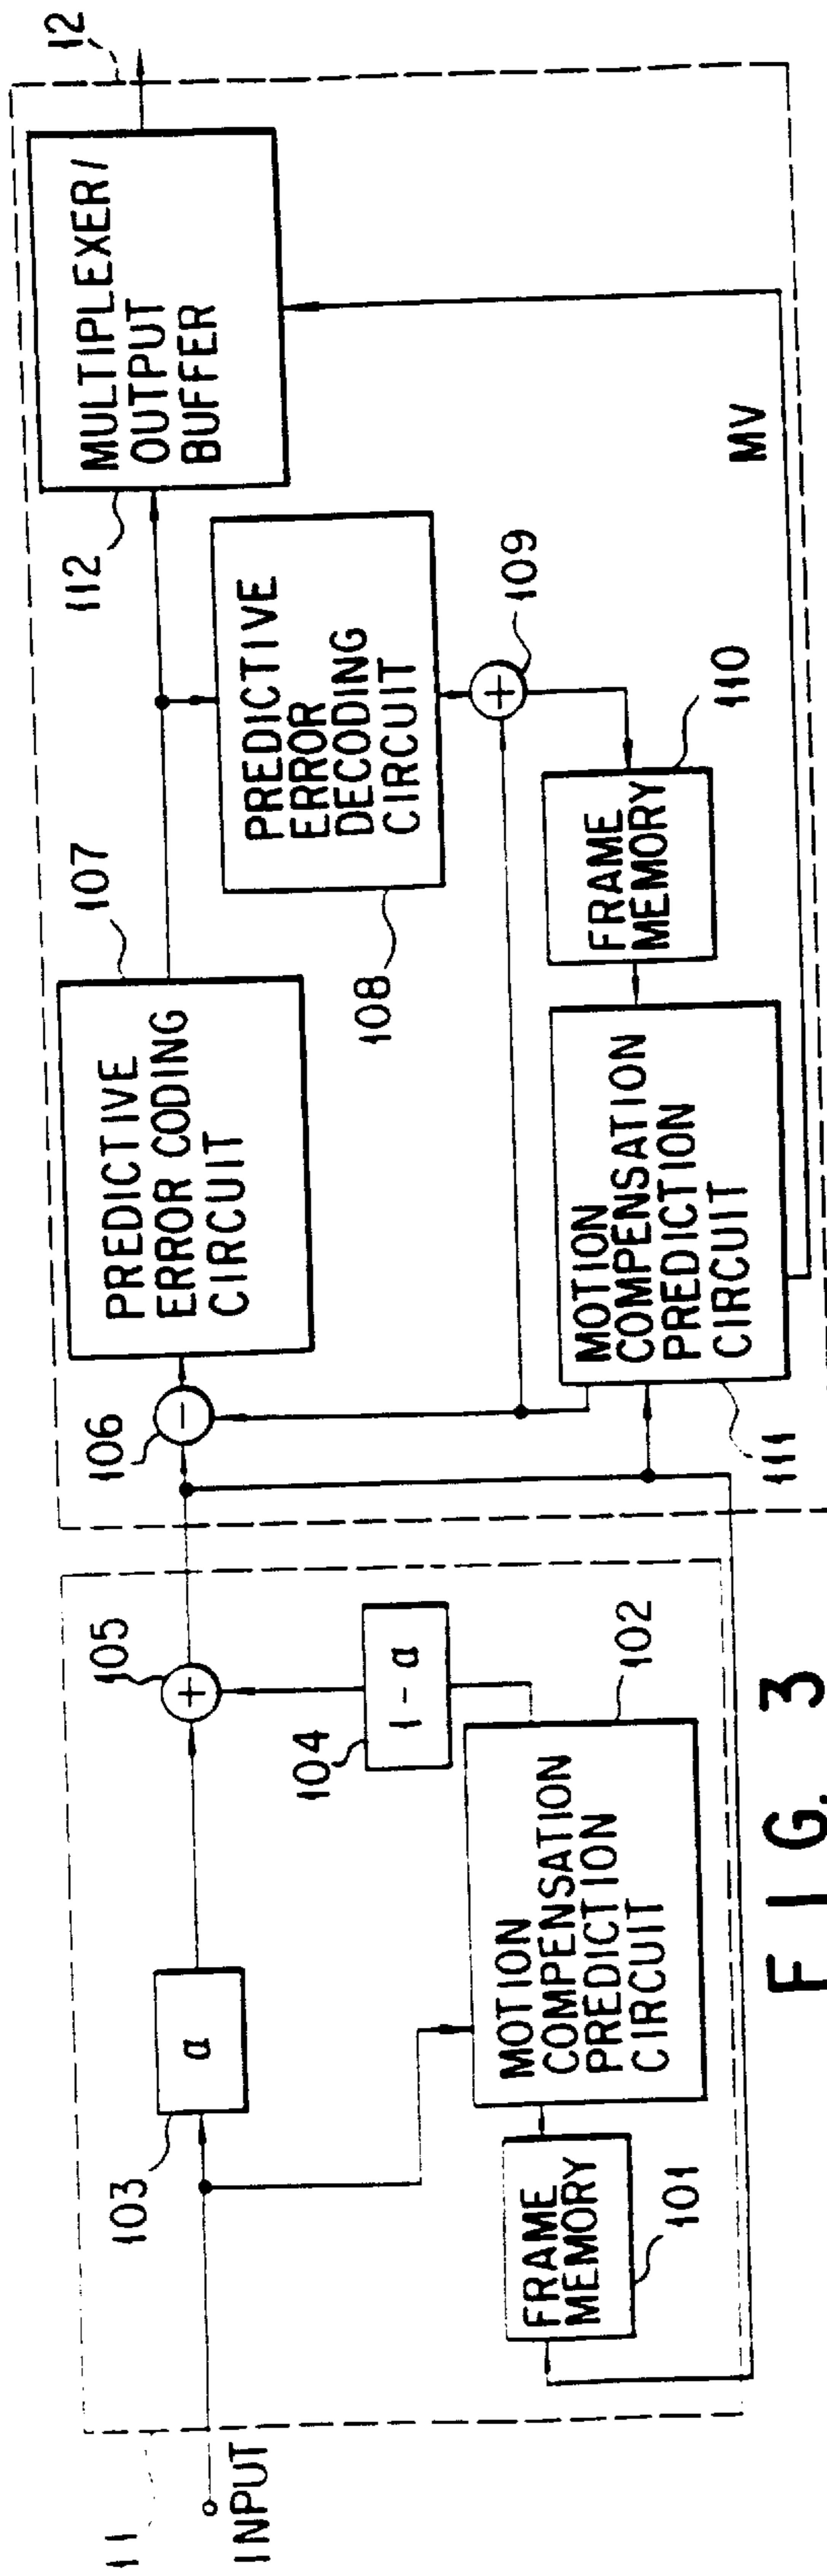 11
INPUT
103
a
105
104
1 - a
MOTION
COMPENSATION
PREDICTION
CIRCUIT
102
FRAME
MEMORY
101
106
PREDICTIVE
ERROR CODING
CIRCUIT
107
112
MULTIPLEXER/
OUTPUT
BUFFER
12
PREDICTIVE
ERROR
DECODING
CIRCUIT
108
109
FRAME
MEMORY
110
MOTION
COMPENSATION
PREDICTION
CIRCUIT
111
MV
FIG. 3